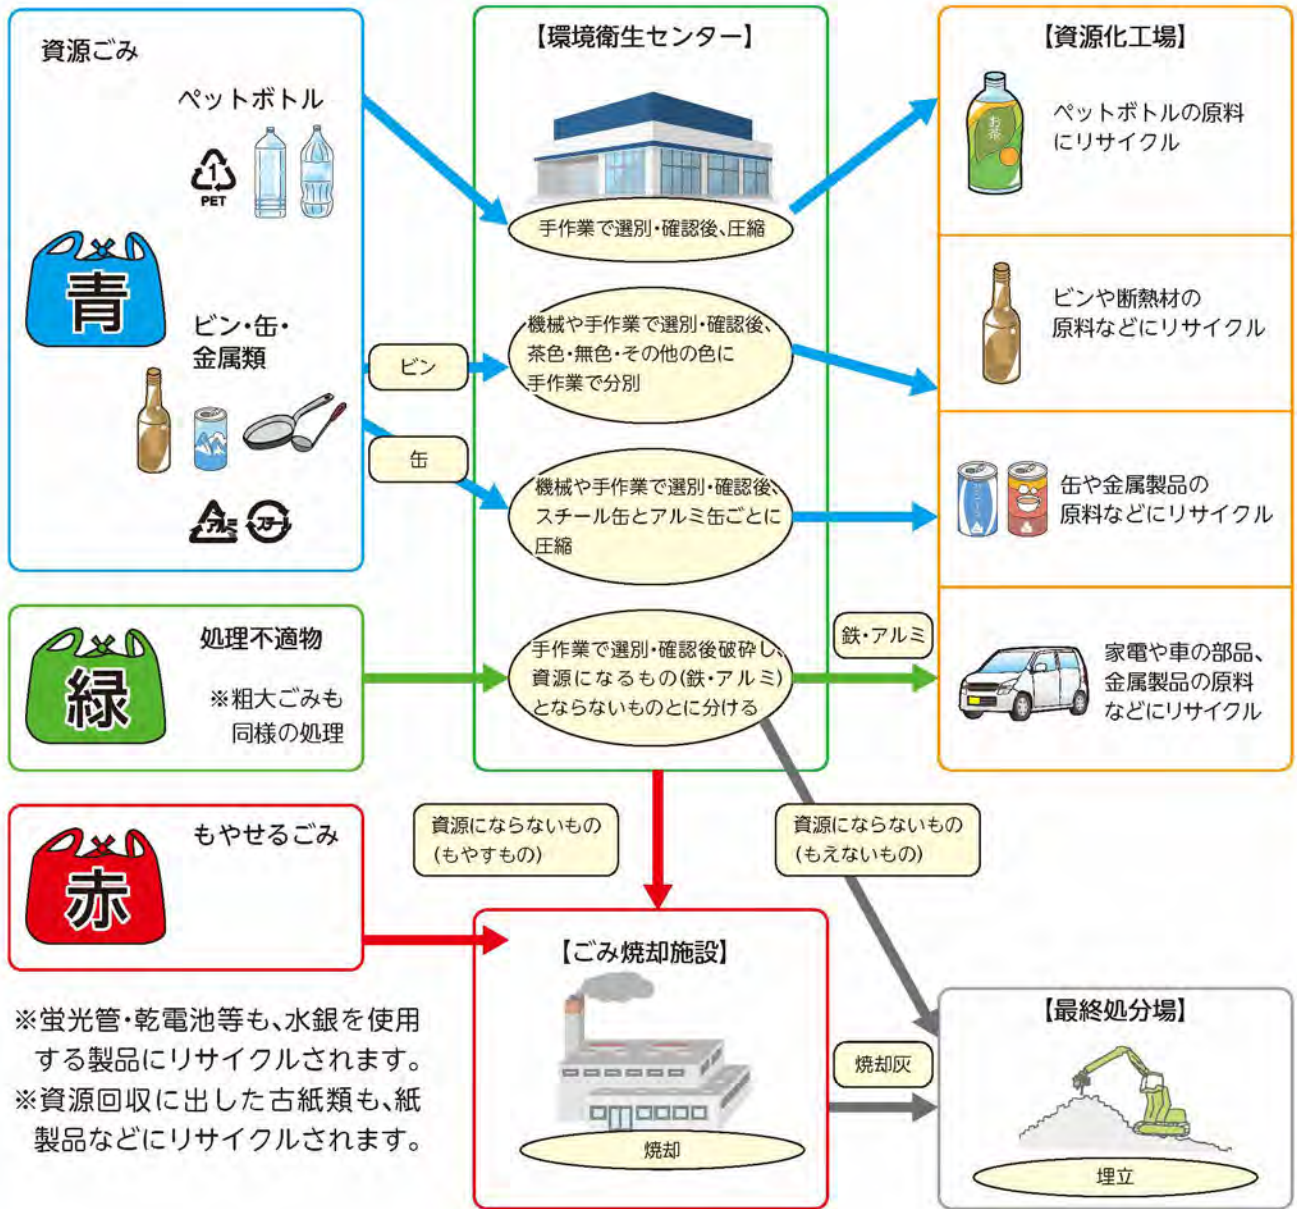 資源ごみ
ペットボトル
1
PET
青
ビン・缶・
金属類
アルミ
スチール
ビン
缶
【環境衛生センター】
手作業で選別・確認後、圧縮
機械や手作業で選別・確認後、
茶色・無色・その他の色に
手作業で分別
機械や手作業で選別・確認後、
スチール缶とアルミ缶ごとに
圧縮
【資源化工場】
お茶
ペットボトルの原料
にリサイクル
ビンや断熱材の
原料などにリサイクル
缶や金属製品の
原料などにリサイクル
緑
処理不適物
※粗大ごみも
同様の処理
手作業で選別・確認後破砕し、
資源になるもの(鉄・アルミ)
とならないものとに分ける
鉄・アルミ
家電や車の部品、
金属製品の原料
などにリサイクル
赤
もやせるごみ
資源にならないもの
(もやすもの)
資源にならないもの
(もえないもの)
【ごみ焼却施設】
焼却
焼却灰
【最終処分場】
埋立
※蛍光管・乾電池等も、水銀を使用
する製品にリサイクルされます。
※資源回収に出した古紙類も、紙
製品などにリサイクルされます。